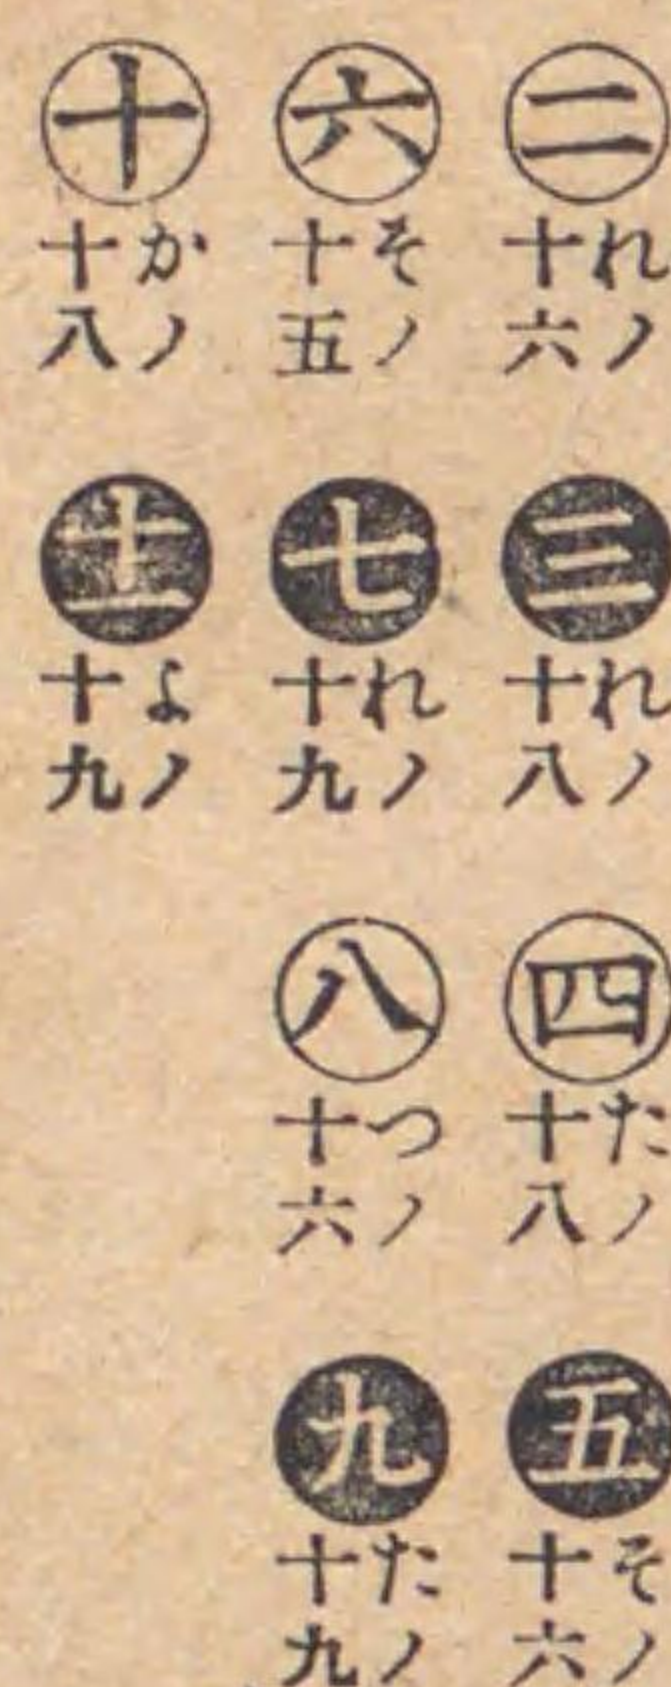 二
れノ
十六
三
れノ
十八
四
たノ
十八
五
そノ
十六
六
そノ
十五
七
れノ
十九
八
つノ
十六
九
たノ
十九
十
かノ
十八
十一
よノ
十九